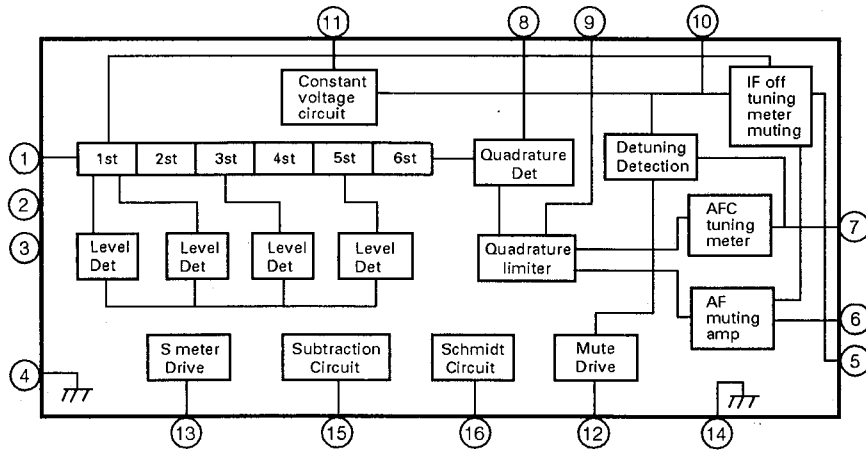 11
8
9
10
Constant
voltage
circuit
IF off
tuning
meter
muting
1
1st 2st 3st 4st 5st 6st
Quadrature
Det
Detuning
Detection
2
3
Level
Det
Level
Det
Level
Det
Level
Det
Quadrature
limiter
AFC
tuning
meter
7
AF
muting
amp
6
5
4
S meter
Drive
Subtraction
Circuit
Schmidt
Circuit
Mute
Drive
13
15
16
12
14